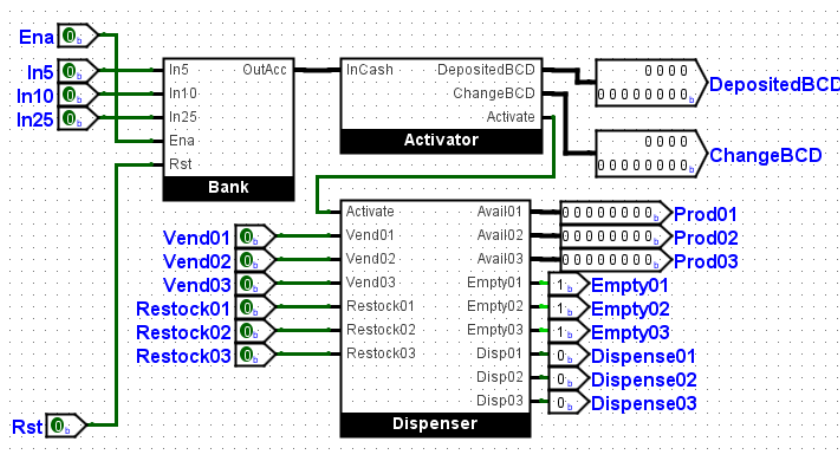 Ena 0b
In5 0b
In10 0b
In25 0b
In5 OutAcc
In10
In25
Ena
Rst
Bank
InCash DepositedBCD
ChangeBCD
Activate
Activator
0000
00000000b
DepositedBCD
0000
00000000b
ChangeBCD
Vend01 0b
Vend02 0b
Vend03 0b
Restock01 0b
Restock02 0b
Restock03 0b
Activate Avail01
Vend01 Avail02
Vend02 Avail03
Vend03 Empty01
Restock01 Empty02
Restock02 Empty03
Restock03 Disp01
Disp02
Disp03
Dispenser
00000000b Prod01
00000000b Prod02
00000000b Prod03
1b Empty01
1b Empty02
1b Empty03
0b Dispense01
0b Dispense02
0b Dispense03
Rst 0b